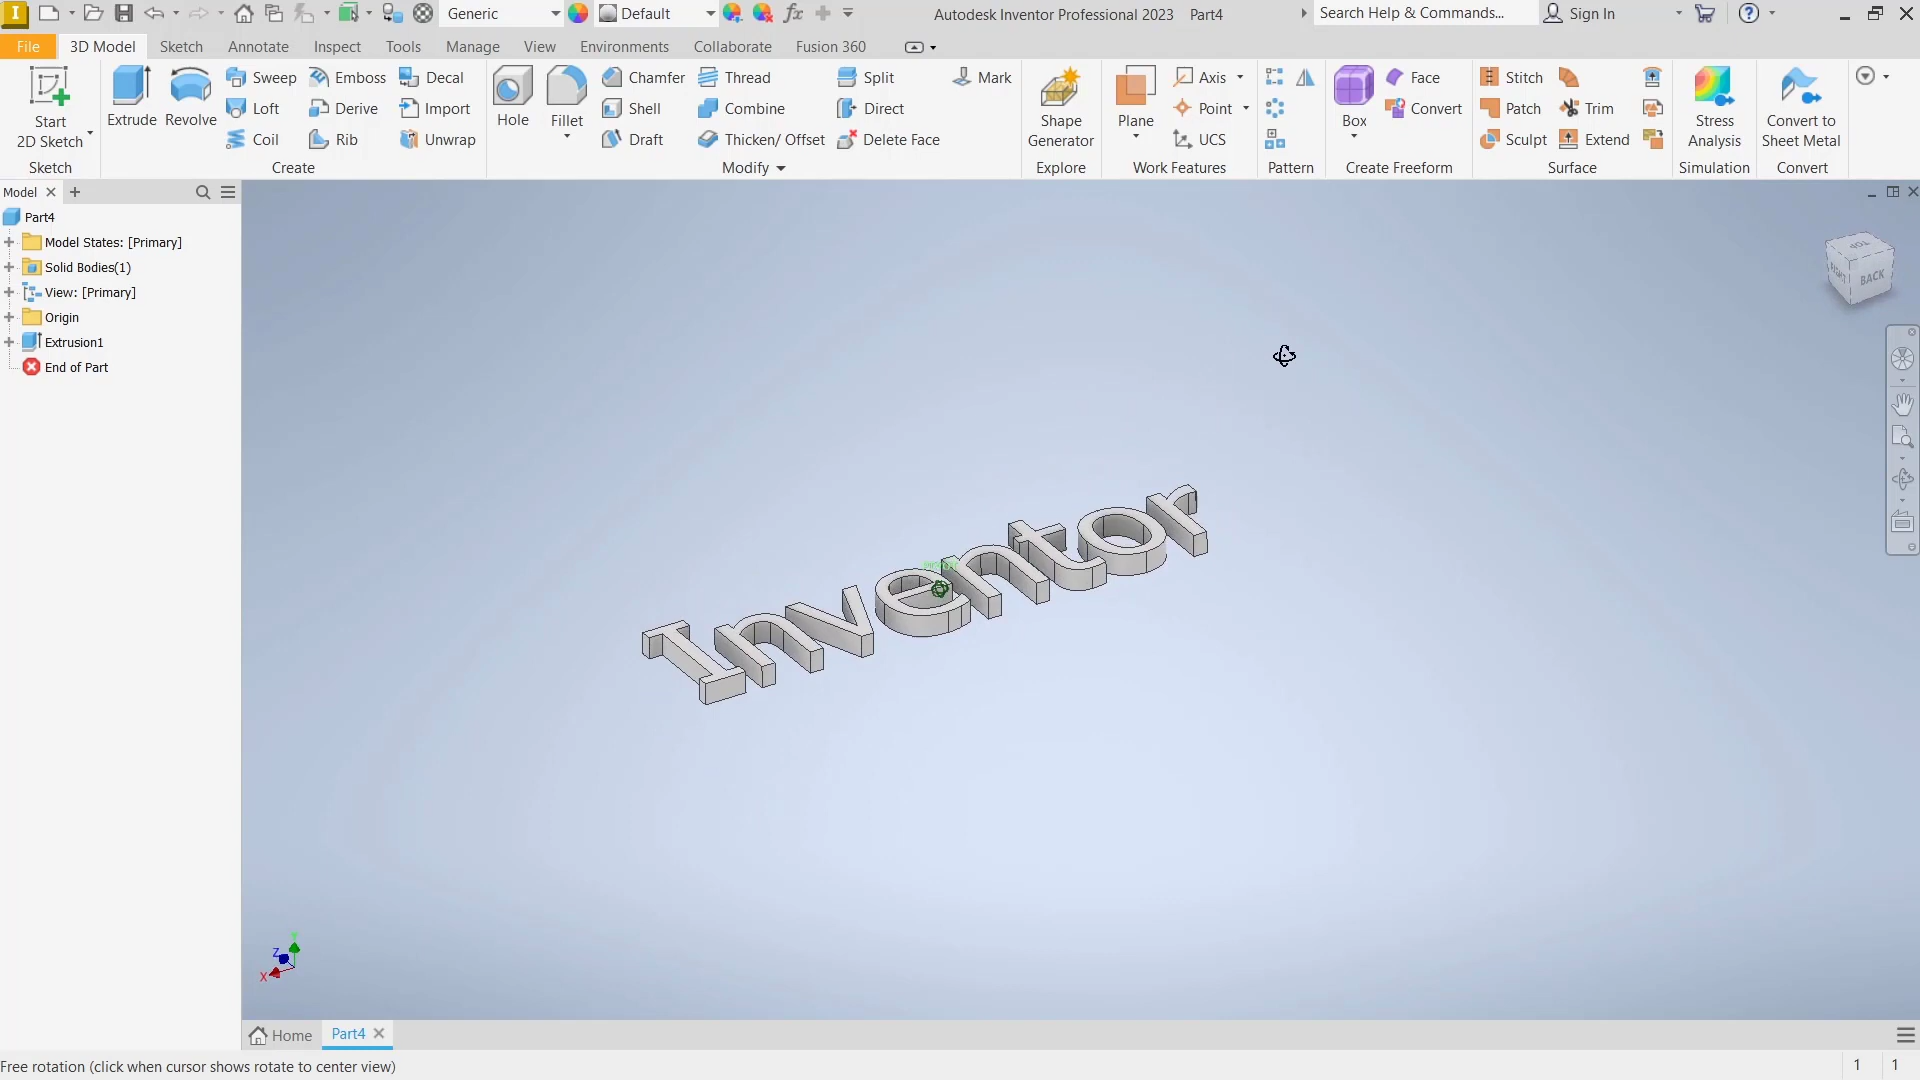 Generic
Default
Autodesk Inventor Professional 2023 Part4
Search Help & Commands...
Sign In
File 3D Model Sketch Annotate Inspect Tools Manage View Environments Collaborate Fusion 360
Start
2D Sketch
Sketch
Extrude
Revolve
Sweep Emboss Decal
Loft Derive Import
Coil Rib Unwrap
Create
Hole
Fillet
Chamfer Thread Split Mark
Shell Combine Direct
Draft Thicken/ Offset Delete Face
Modify
Shape
Generator
Explore
Plane
Axis
Point
UCS
Work Features
Pattern
Box
Face
Convert
Create Freeform
Stitch
Patch Trim
Sculpt Extend
Surface
Stress
Analysis
Simulation
Convert to
Sheet Metal
Convert
Model
Part4
Model States: [Primary]
Solid Bodies(1)
View: [Primary]
Origin
Extrusion1
End of Part
TOP
RIGHT
BACK
Inventor
Y
Z
X
Home
Part4
Free rotation (click when cursor shows rotate to center view)
1 1